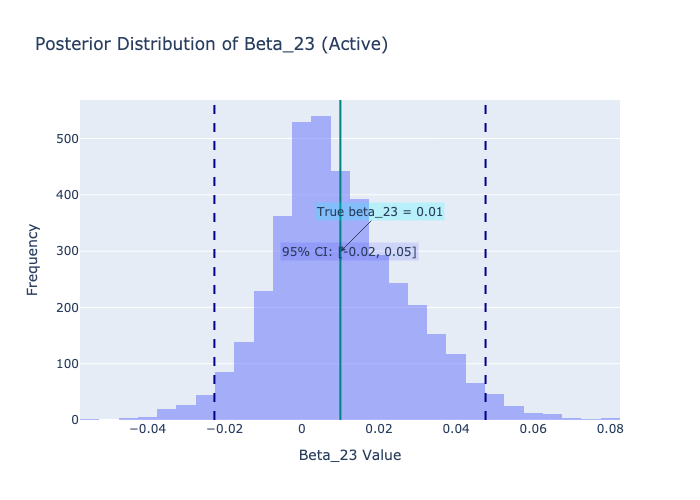 Posterior Distribution of Beta_23 (Active)
500
400
True beta_23 = 0.01
300
95% CI: [-0.02, 0.05]
200
100
0
−0.04
−0.02
0
0.02
0.04
0.06
0.08
Frequency
Beta_23 Value